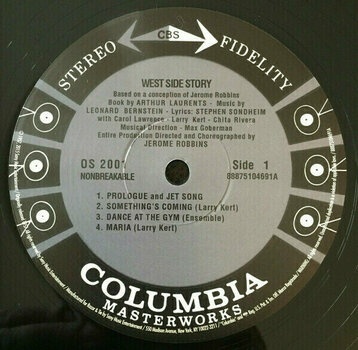 STEREO CBS FIDELITY
WEST SIDE STORY
Based on a conception of Jerome Robbins
Book by ARTHUR LAURENTS - Music by
LEONARD BERNSTEIN - Lyrics: STEPHEN SONDHEIM
with Carol Lawrence - Larry Kert - Chita Rivera
Musical Direction - Max Goberman
Entire Production Directed and Choreographed by
JEROME ROBBINS
OS 2001 Side 1
NONBREAKABLE 88875104691A
1. PROLOGUE and JET SONG
2. SOMETHING'S COMING (Larry Kert)
3. DANCE AT THE GYM (Ensemble)
4. MARIA (Larry Kert)
COLUMBIA
MASTERWORKS